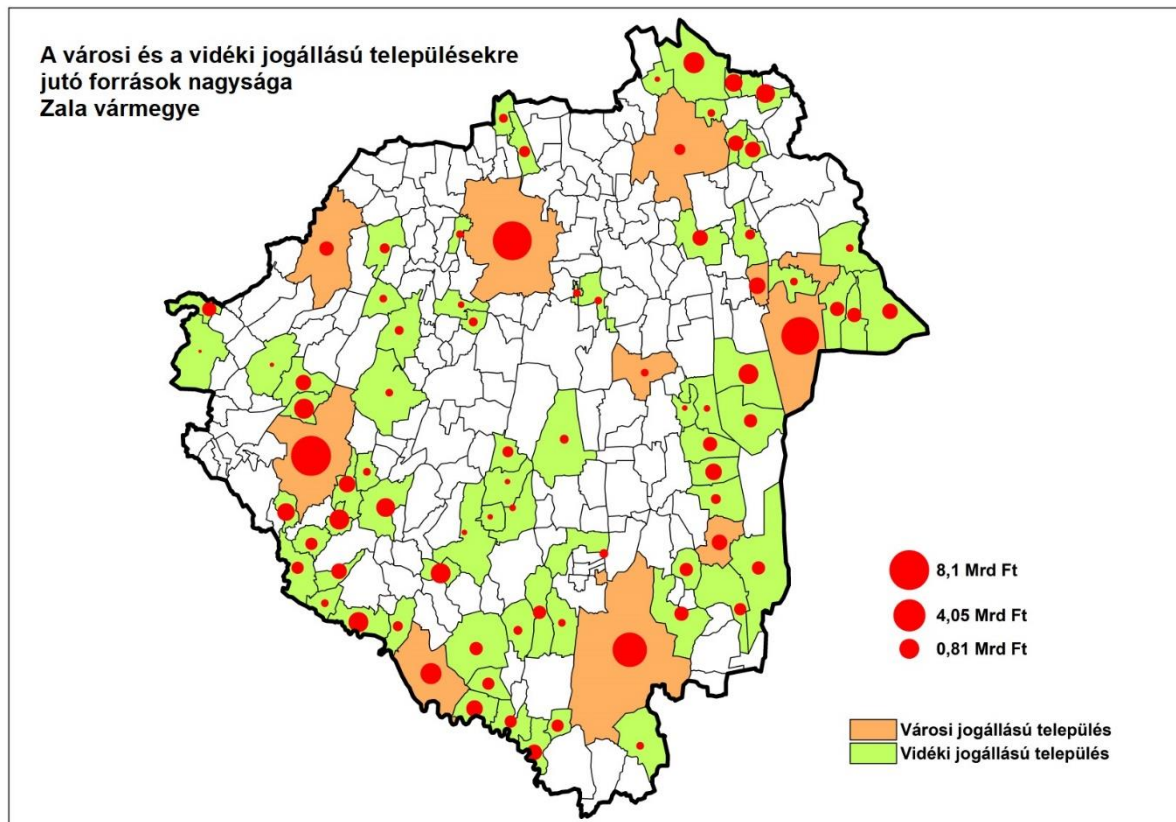 A városi és a vidéki jogállású településekre
jutó források nagysága
Zala vármegye
8,1 Mrd Ft
4,05 Mrd Ft
0,81 Mrd Ft
Városi jogállású település
Vidéki jogállású település